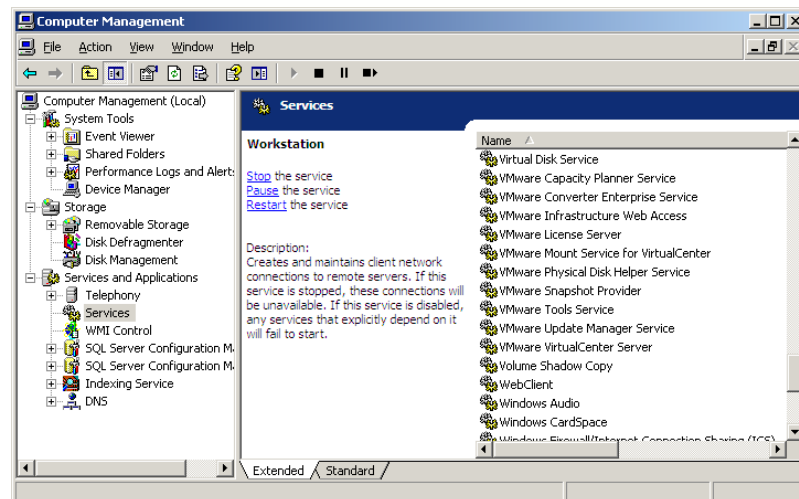 Computer Management
File Action View Window Help
Computer Management (Local)
System Tools
Event Viewer
Shared Folders
Performance Logs and Alerts
Device Manager
Storage
Removable Storage
Disk Defragmenter
Disk Management
Services and Applications
Telephony
Services
WMI Control
SQL Server Configuration M
SQL Server Configuration M
Indexing Service
DNS
Services
Workstation
Stop the service
Pause the service
Restart the service
Description:
Creates and maintains client network
connections to remote servers. If this
service is stopped, these connections will
be unavailable. If this service is disabled,
any services that explicitly depend on it
will fail to start.
Name
Virtual Disk Service
VMware Capacity Planner Service
VMware Converter Enterprise Service
VMware Infrastructure Web Access
VMware License Server
VMware Mount Service for VirtualCenter
VMware Physical Disk Helper Service
VMware Snapshot Provider
VMware Tools Service
VMware Update Manager Service
VMware VirtualCenter Server
Volume Shadow Copy
WebClient
Windows Audio
Windows CardSpace
Windows Firewall/Internet Connection Sharing (ICS)
Extended Standard